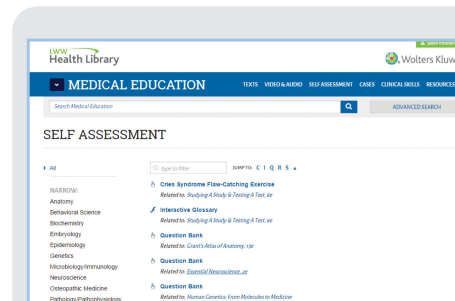 LWW
Health Library
Wolters Kluw
MEDICAL EDUCATION
TEXTS VIDEO & AUDIO SELF ASSESSMENT CASES CLINICAL SKILLS RESOURCES
Search Medical Education
ADVANCED SEARCH
SELF ASSESSMENT
All
Type to filter
JUMP TO: C I Q R S
NARROW:
Anatomy
Behavioral Science
Biochemistry
Embryology
Epidemiology
Genetics
Microbiology/Immunology
Neuroscience
Osteopathic Medicine
Pathology/Pathophysiology
Cries Syndrome Flaw-Catching Exercise
Related to: Studying A Study & Testing A Test, 6e
Interactive Glossary
Related to: Studying A Study & Testing A Test, 6e
Question Bank
Related to: Grant's Atlas of Anatomy, 13e
Question Bank
Related to: Essential Neuroscience, 2e
Question Bank
Related to: Human Genetics: From Molecules to Medicine